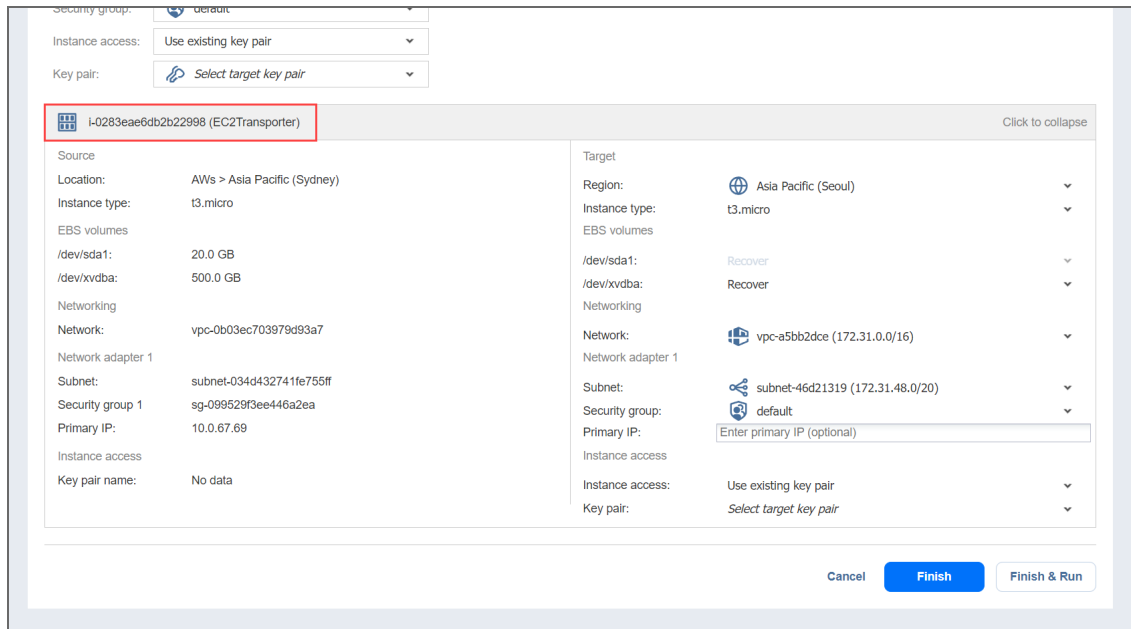 Security group: default
Instance access: Use existing key pair
Key pair: Select target key pair
i-0283eae6db2b22998 (EC2Transporter) Click to collapse
Source
Location: AWs > Asia Pacific (Sydney)
Instance type: t3.micro
EBS volumes
/dev/sda1: 20.0 GB
/dev/xvdba: 500.0 GB
Networking
Network: vpc-0b03ec703979d93a7
Network adapter 1
Subnet: subnet-034d432741fe755ff
Security group 1 sg-099529f3ee446a2ea
Primary IP: 10.0.67.69
Instance access
Key pair name: No data
Target
Region: Asia Pacific (Seoul)
Instance type: t3.micro
EBS volumes
/dev/sda1: Recover
/dev/xvdba: Recover
Networking
Network: vpc-a5bb2dce (172.31.0.0/16)
Network adapter 1
Subnet: subnet-46d21319 (172.31.48.0/20)
Security group: default
Primary IP: Enter primary IP (optional)
Instance access
Instance access: Use existing key pair
Key pair: Select target key pair
Cancel Finish Finish & Run